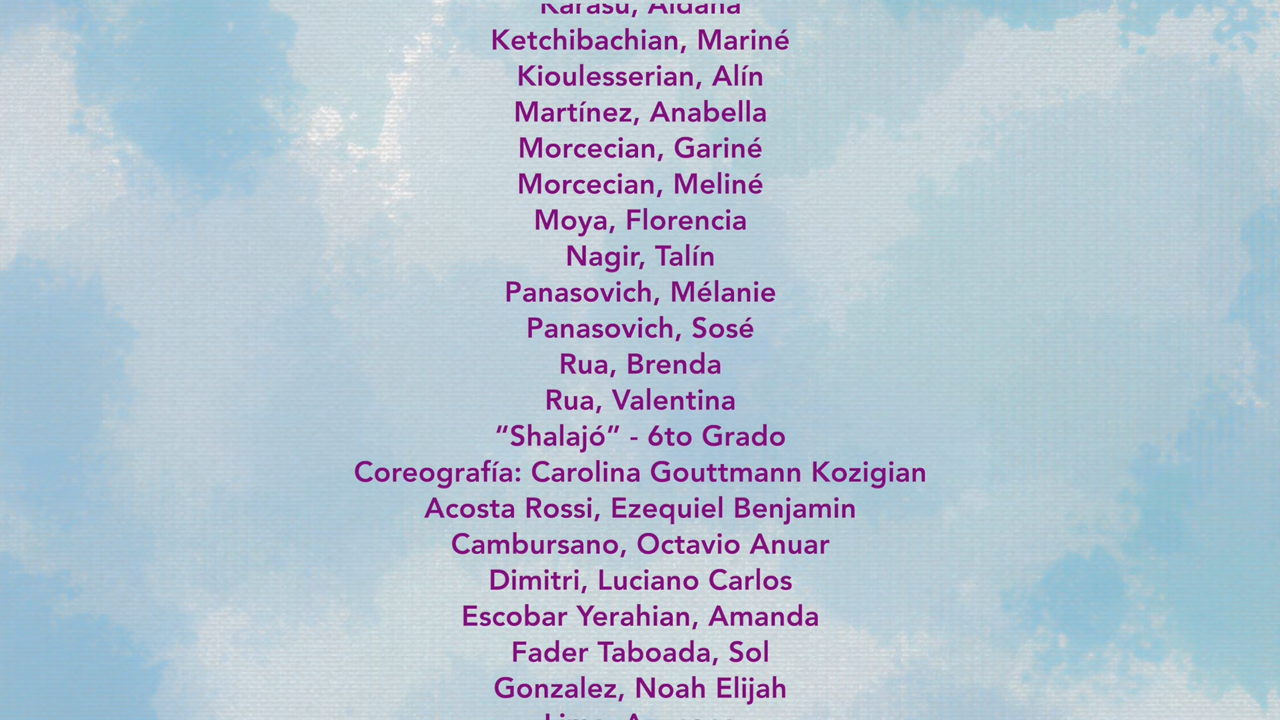 Karasu, Aldana
Ketchibachian, Mariné
Kioulesserian, Alín
Martínez, Anabella
Morcecian, Gariné
Morcecian, Meliné
Moya, Florencia
Nagir, Talín
Panasovich, Mélanie
Panasovich, Sosé
Rua, Brenda
Rua, Valentina
“Shalajó” - 6to Grado
Coreografía: Carolina Gouttmann Kozigian
Acosta Rossi, Ezequiel Benjamin
Cambursano, Octavio Anuar
Dimitri, Luciano Carlos
Escobar Yerahian, Amanda
Fader Taboada, Sol
Gonzalez, Noah Elijah